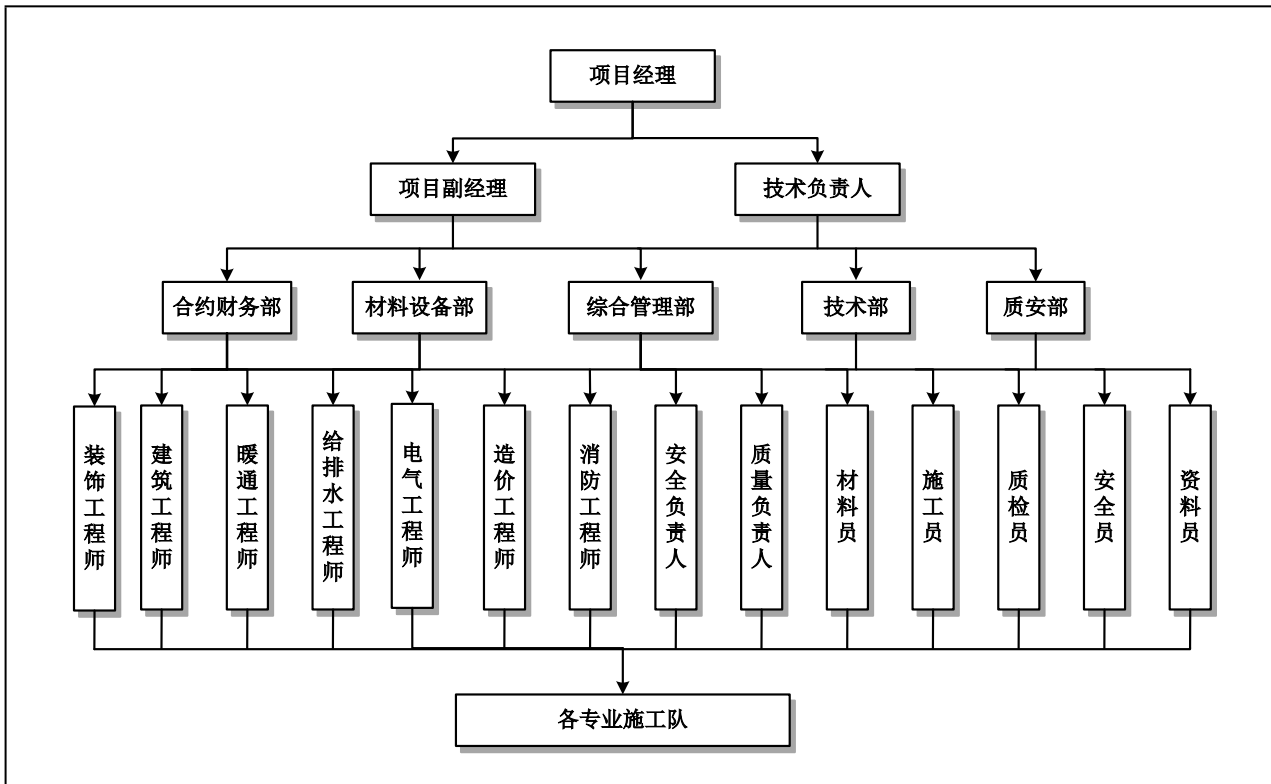 项目经理
项目副经理
技术负责人
合约财务部
材料设备部
综合管理部
技术部
质安部
装饰工程师
建筑工程师
暖通工程师
给排水工程师
电气工程师
造价工程师
消防工程师
安全负责人
质量负责人
材料员
施工员
质检员
安全员
资料员
各专业施工队